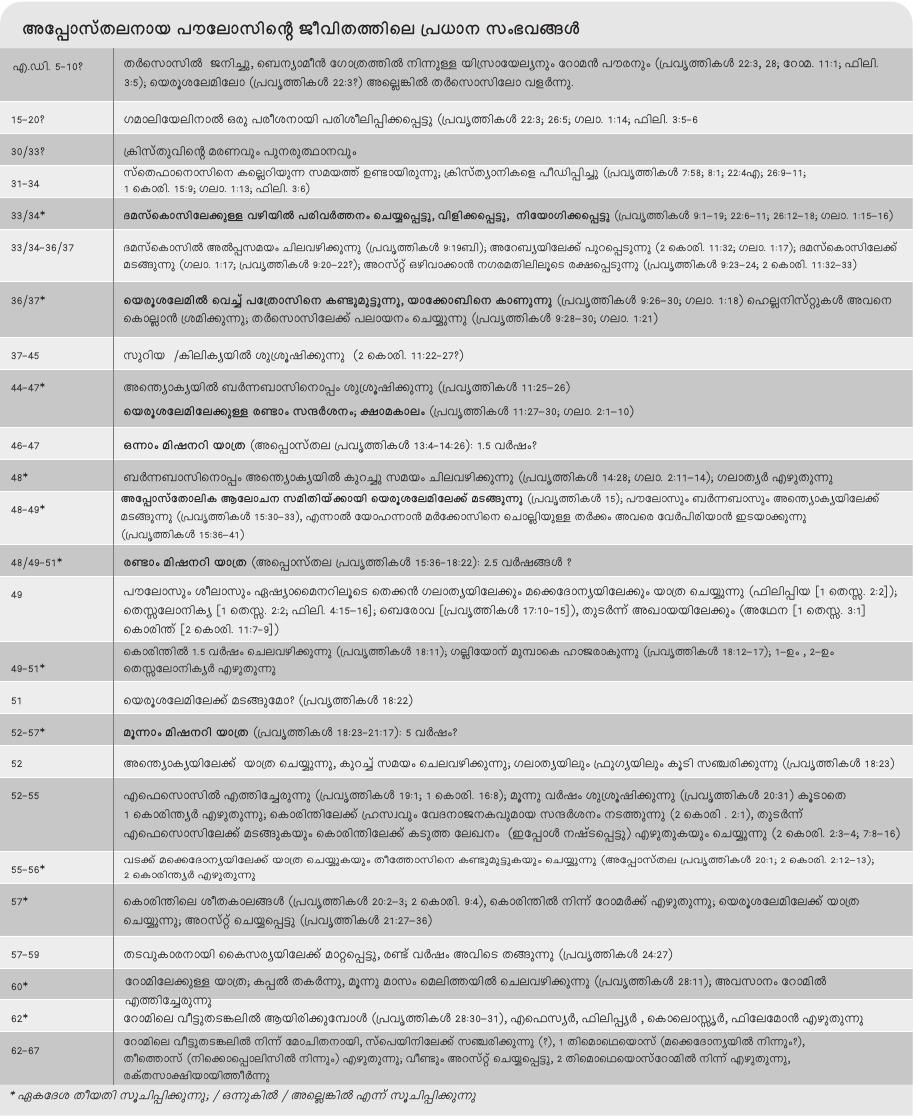 അപ്പോസ്തലനായ പൗലോസിന്റെ ജീവിതത്തിലെ പ്രധാന സംഭവങ്ങൾ
എ.ഡി. 5-10? തർസൊസിൽ ജനിച്ചു, ബെന്യാമീൻ ഗോത്രത്തിൽ നിന്നുള്ള യിസ്രായേല്യനും റോമൻ പൗരനും (പ്രവൃത്തികൾ 22:3, 28; റോമ. 11:1; ഫിലി.
3:5); യെരുശലേമിലോ (പ്രവൃത്തികൾ 22:3?) അല്ലെങ്കിൽ തർസൊസിലോ വളർന്നു.
15-20? ഗമാലിയേലിനാൽ ഒരു പരീശനായി പരിശീലിപ്പിക്കപ്പെട്ടു (പ്രവൃത്തികൾ 22:3; 26:5; ഗലാ. 1:14; ഫിലി. 3:5-6
30/33? ക്രിസ്തുവിന്റെ മരണവും പുനരുത്ഥാനവും
31-34 സ്തെഫാനൊസിനെ കല്ലെറിയുന്ന സമയത്ത് ഉണ്ടായിരുന്നു; ക്രിസ്ത്യാനികളെ പീഡിപ്പിച്ചു (പ്രവൃത്തികൾ 7:58; 8:1; 22:4എ; 26:9-11;
1 കൊരി. 15:9; ഗലാ. 1:13; ഫിലി. 3:6)
33/34* ദമസ്കൊസിലേക്കുള്ള വഴിയിൽ പരിവർത്തനം ചെയ്യപ്പെട്ടു, വിളിക്കപ്പെട്ടു, നിയോഗിക്കപ്പെട്ടു (പ്രവൃത്തികൾ 9:1-19; 22:6-11; 26:12-18; ഗലാ. 1:15-16)
33/34-36/37 ദമസ്കൊസിൽ അൽപ്പസമയം ചിലവഴിക്കുന്നു (പ്രവൃത്തികൾ 9:19ബി); അറേബ്യയിലേക്ക് പുറപ്പെടുന്നു (2 കൊരി. 11:32; ഗലാ. 1:17); ദമസ്കൊസിലേക്ക്
മടങ്ങുന്നു (ഗലാ. 1:17; പ്രവൃത്തികൾ 9:20-22?); അറസ്റ്റ് ഒഴിവാക്കാൻ നഗരമതിലിലൂടെ രക്ഷപ്പെടുന്നു (പ്രവൃത്തികൾ 9:23-24; 2 കൊരി. 11:32-33)
36/37* യെരുശലേമിൽ വെച്ച് പത്രോസിനെ കണ്ടുമുട്ടുന്നു, യാക്കോബിനെ കാണുന്നു (പ്രവൃത്തികൾ 9:26-30; ഗലാ. 1:18) ഹെല്ലനിസ്റ്റുകൾ അവനെ
കൊല്ലാൻ ശ്രമിക്കുന്നു; തർസൊസിലേക്ക് പലായനം ചെയ്യുന്നു (പ്രവൃത്തികൾ 9:28-30; ഗലാ. 1:21)
37-45 സുറിയ /കിലിക്യയിൽ ശുശ്രൂഷിക്കുന്നു (2 കൊരി. 11:22-27?)
44-47* അന്ത്യൊക്യയിൽ ബർന്നബാസിനൊപ്പം ശുശ്രൂഷിക്കുന്നു (പ്രവൃത്തികൾ 11:25-26)
യെരുശലേമിലേക്കുള്ള രണ്ടാം സന്ദർശനം; ക്ഷാമകാലം (പ്രവൃത്തികൾ 11:27-30; ഗലാ. 2:1-10)
46-47 ഒന്നാം മിഷനറി യാത്ര (അപ്പൊസ്തല പ്രവൃത്തികൾ 13:4-14:26): 1.5 വർഷം?
48* ബർന്നബാസിനൊപ്പം അന്ത്യൊക്യയിൽ കുറച്ചു സമയം ചിലവഴിക്കുന്നു (പ്രവൃത്തികൾ 14:28; ഗലാ. 2:11-14); ഗലാത്യർ എഴുതുന്നു
48-49* അപ്പോസ്തോലിക ആലോചന സമിതിയ്ക്കായി യെരുശലേമിലേക്ക് മടങ്ങുന്നു (പ്രവൃത്തികൾ 15); പൗലോസും ബർന്നബാസും അന്ത്യൊക്യയിലേക്ക്
മടങ്ങുന്നു (പ്രവൃത്തികൾ 15:30-33), എന്നാൽ യോഹന്നാൻ മർക്കോസിനെ ചൊല്ലിയുള്ള തർക്കം അവരെ വേർപിരിയാൻ ഇടയാക്കുന്നു
(പ്രവൃത്തികൾ 15:36-41)
48/49-51* രണ്ടാം മിഷനറി യാത്ര (അപ്പൊസ്തല പ്രവൃത്തികൾ 15:36-18:22): 2.5 വർഷങ്ങൾ ?
49 പൗലോസും ശീലാസും ഏഷ്യാമൈനറിലൂടെ തെക്കൻ ഗലാത്യയിലേക്കും മക്കെദോന്യയിലേക്കും യാത്ര ചെയ്യുന്നു (ഫിലിപ്പിയ [1 തെസ്സ. 2:2]);
തെസ്സലോനിക്യ [1 തെസ്സ. 2:2; ഫിലി. 4:15-16]; ബെരോവ [പ്രവൃത്തികൾ 17:10-15]), തുടർന്ന് അഖായയിലേക്കും (അഥേന [1 തെസ്സ. 3:1]
കൊരിന്ത് [2 കൊരി. 11:7-9])
49-51* കൊരിന്തിൽ 1.5 വർഷം ചെലവഴിക്കുന്നു (പ്രവൃത്തികൾ 18:11); ഗല്ലിയോന് മുമ്പാകെ ഹാജരാകുന്നു (പ്രവൃത്തികൾ 18:12-17); 1-ഉം , 2-ഉം
തെസ്സലോനിക്യർ എഴുതുന്നു
51 യെരുശലേമിലേക്ക് മടങ്ങുമോ? (പ്രവൃത്തികൾ 18:22)
52-57* മൂന്നാം മിഷനറി യാത്ര (പ്രവൃത്തികൾ 18:23-21:17): 5 വർഷം?
52 അന്ത്യൊക്യയിലേക്ക് യാത്ര ചെയ്യുന്നു, കുറച്ച് സമയം ചെലവഴിക്കുന്നു; ഗലാത്യയിലും ഫ്രുഗ്യയിലും കൂടി സഞ്ചരിക്കുന്നു (പ്രവൃത്തികൾ 18:23)
52-55 എഫെസൊസിൽ എത്തിച്ചേരുന്നു (പ്രവൃത്തികൾ 19:1; 1 കൊരി. 16:8); മൂന്നു വർഷം ശുശ്രൂഷിക്കുന്നു (പ്രവൃത്തികൾ 20:31) കൂടാതെ
1 കൊരിന്ത്യർ എഴുതുന്നു; കൊരിന്തിലേക്ക് ഹ്രസ്വവും വേദനാജനകവുമായ സന്ദർശനം നടത്തുന്നു (2 കൊരി . 2:1), തുടർന്ന്
എഫെസൊസിലേക്ക് മടങ്ങുകയും കൊരിന്തിലേക്ക് കടുത്ത ലേഖനം (ഇപ്പോൾ നഷ്ടപ്പെട്ടു) എഴുതുകയും ചെയ്യുന്നു (2 കൊരി. 2:3-4; 7:8-16)
55-56* വടക്ക് മക്കെദോന്യയിലേക്ക് യാത്ര ചെയ്യുകയും തീത്തോസിനെ കണ്ടുമുട്ടുകയും ചെയ്യുന്നു (അപ്പോസ്തല പ്രവൃത്തികൾ 20:1; 2 കൊരി. 2:12-13);
2 കൊരിന്ത്യർ എഴുതുന്നു
57* കൊരിന്തിലെ ശീതകാലങ്ങൾ (പ്രവൃത്തികൾ 20:2-3; 2 കൊരി. 9:4), കൊരിന്തിൽ നിന്ന് റോമർക്ക് എഴുതുന്നു; യെരുശലേമിലേക്ക് യാത്ര
ചെയ്യുന്നു; അറസ്റ്റ് ചെയ്യപ്പെട്ടു (പ്രവൃത്തികൾ 21:27-36)
57-59 തടവുകാരനായി കൈസര്യയിലേക്ക് മാറ്റപ്പെട്ടു, രണ്ട് വർഷം അവിടെ തങ്ങുന്നു (പ്രവൃത്തികൾ 24:27)
60* റോമിലേക്കുള്ള യാത്ര; കപ്പൽ തകർന്നു, മൂന്നു മാസം മെലിത്തയിൽ ചെലവഴിക്കുന്നു (പ്രവൃത്തികൾ 28:11); അവസാനം റോമിൽ
എത്തിച്ചേരുന്നു
62* റോമിലെ വീട്ടുതടങ്കലിൽ ആയിരിക്കുമ്പോൾ (പ്രവൃത്തികൾ 28:30-31), എഫെസ്യർ, ഫിലിപ്പ്യർ , കൊലൊസ്സ്യർ, ഫിലേമോൻ എഴുതുന്നു
62-67 റോമിലെ വീട്ടുതടങ്കലിൽ നിന്ന് മോചിതനായി, സ്പെയിനിലേക്ക് സഞ്ചരിക്കുന്നു (?), 1 തിമൊഥെയൊസ് (മക്കെദോന്യയിൽ നിന്നും?),
തീത്തൊസ് (നിക്കൊപ്പൊലിസിൽ നിന്നും) എഴുതുന്നു; വീണ്ടും അറസ്റ്റ് ചെയ്യപ്പെട്ടു, 2 തിമൊഥെയൊസ്റോമിൽ നിന്ന് എഴുതുന്നു,
രക്തസാക്ഷിയായിത്തീർന്നു
* ഏകദേശ തീയതി സൂചിപ്പിക്കുന്നു; / ഒന്നുകിൽ / അല്ലെങ്കിൽ എന്ന് സൂചിപ്പിക്കുന്നു